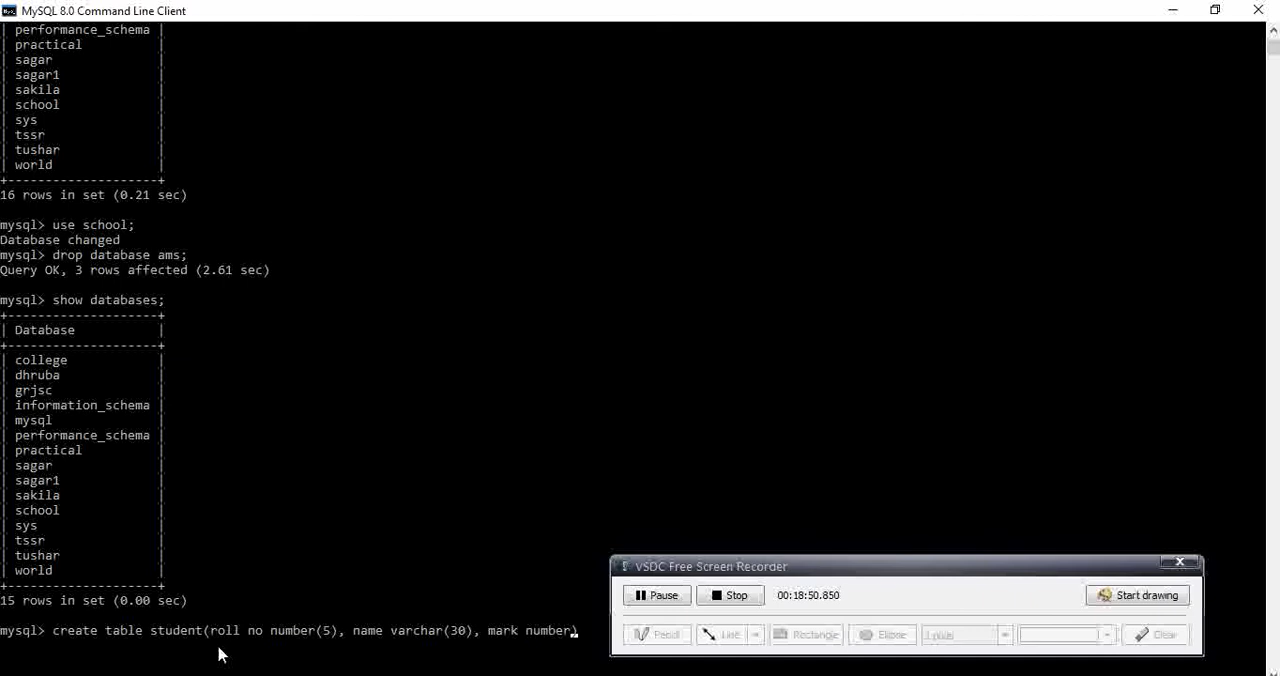 MySQL 8.0 Command Line Client
| performance_schema |
| practical |
| sagar |
| sagar1 |
| sakila |
| school |
| sys |
| tssr |
| tushar |
| world |
+--------------------+
16 rows in set (0.21 sec)
mysql> use school;
Database changed
mysql> drop database ams;
Query OK, 3 rows affected (2.61 sec)
mysql> show databases;
+--------------------+
| Database |
+--------------------+
| college |
| dhruba |
| grjsc |
| information_schema |
| mysql |
| performance_schema |
| practical |
| sagar |
| sagar1 |
| sakila |
| school |
| sys |
| tssr |
| tushar |
| world |
+--------------------+
15 rows in set (0.00 sec)
mysql> create table student(roll no number(5), name varchar(30), mark number)
VSDC Free Screen Recorder
Pause Stop 00:18:50.850 Start drawing
Pencil Line Rectangle Ellipse Clear